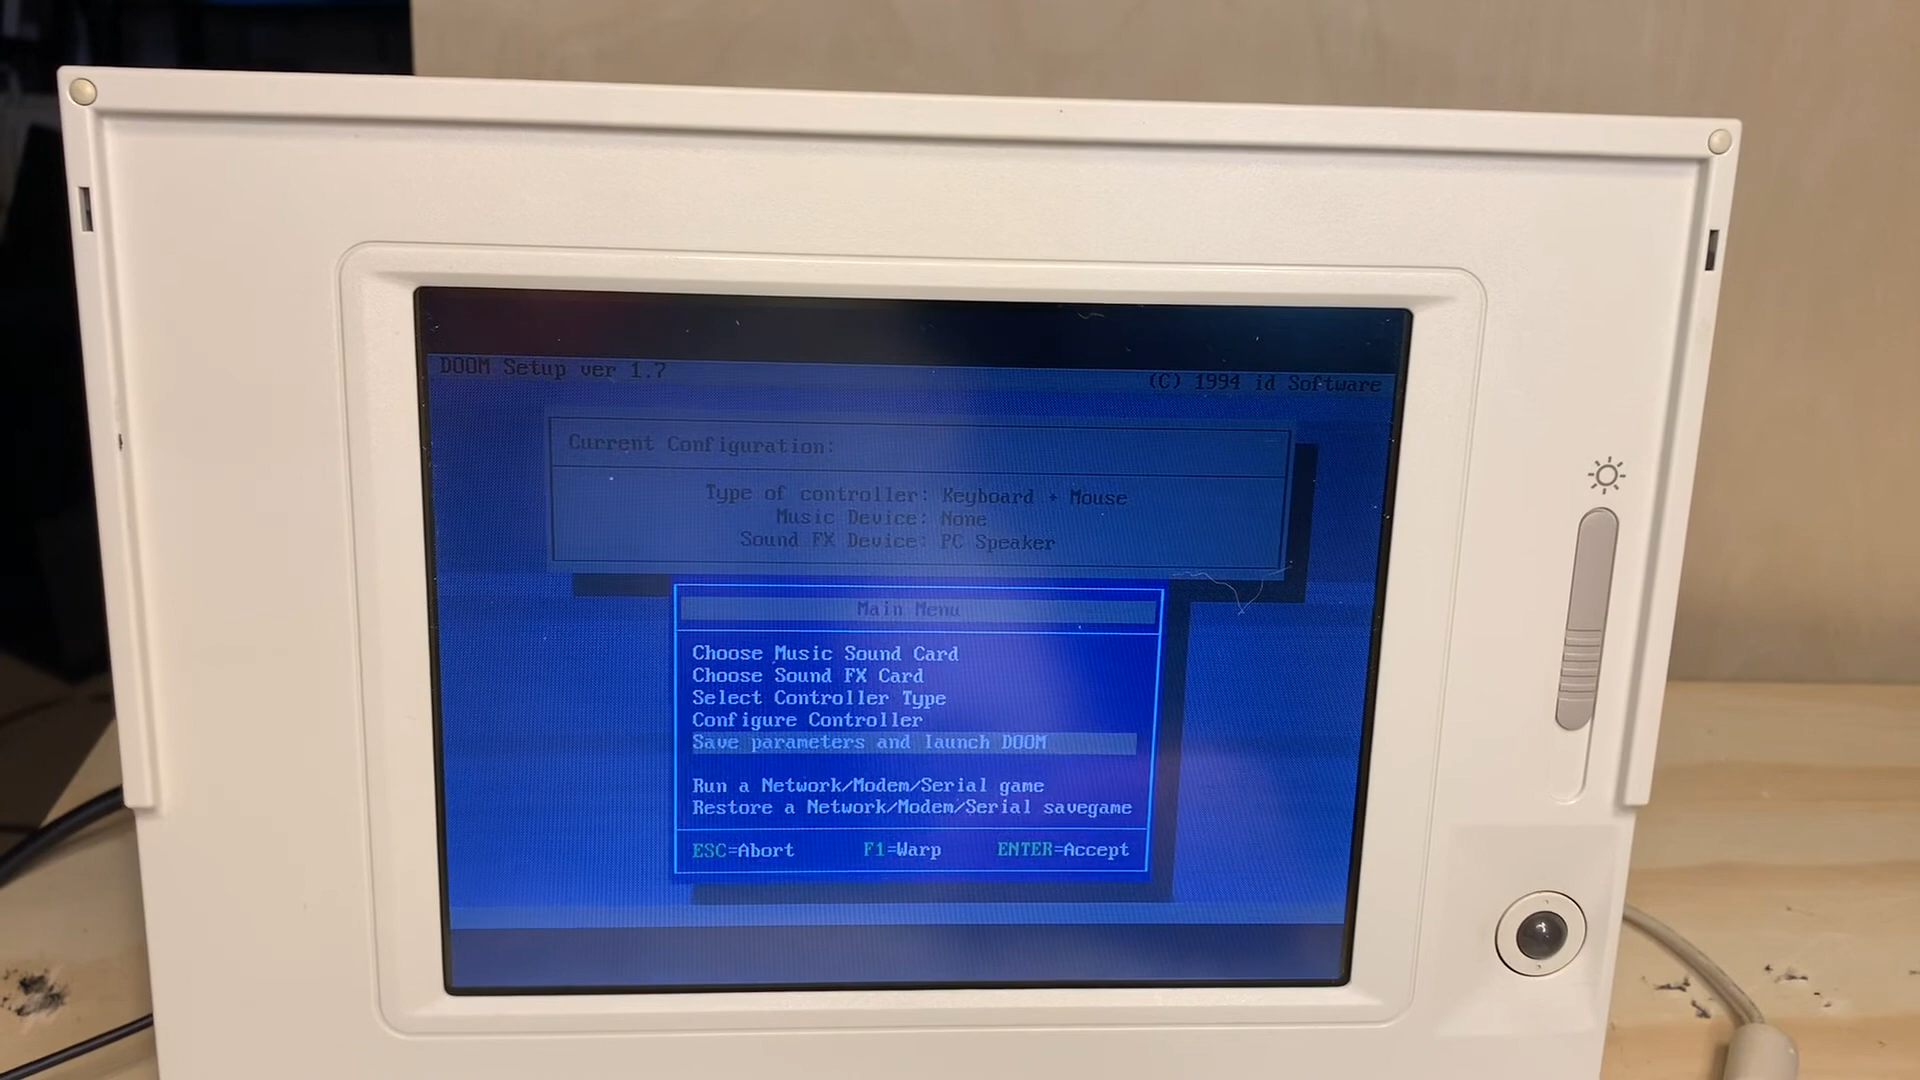 DOOM Setup ver 1.7
(C) 1994 id Software
Current Configuration:
Type of controller: Keyboard + Mouse
Music Device: None
Sound FX Device: PC Speaker
Main Menu
Choose Music Sound Card
Choose Sound FX Card
Select Controller Type
Configure Controller
Save parameters and launch DOOM
Run a Network/Modem/Serial game
Restore a Network/Modem/Serial savegame
ESC=Abort F1=Warp ENTER=Accept